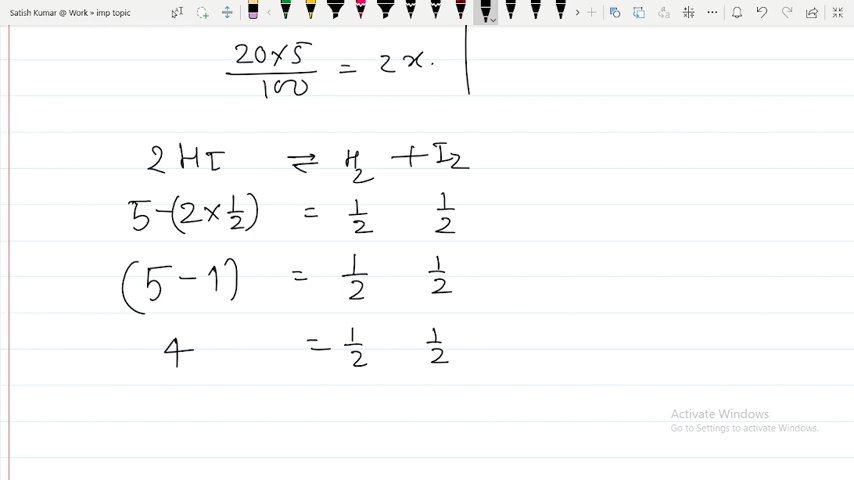 Satish Kumar @ Work » imp topic
20×5/100 = 2x.
2HI ⇌ H2 + I2
5-(2×1/2) = 1/2 1/2
(5-1) = 1/2 1/2
4 = 1/2 1/2
Activate Windows
Go to Settings to activate Windows.